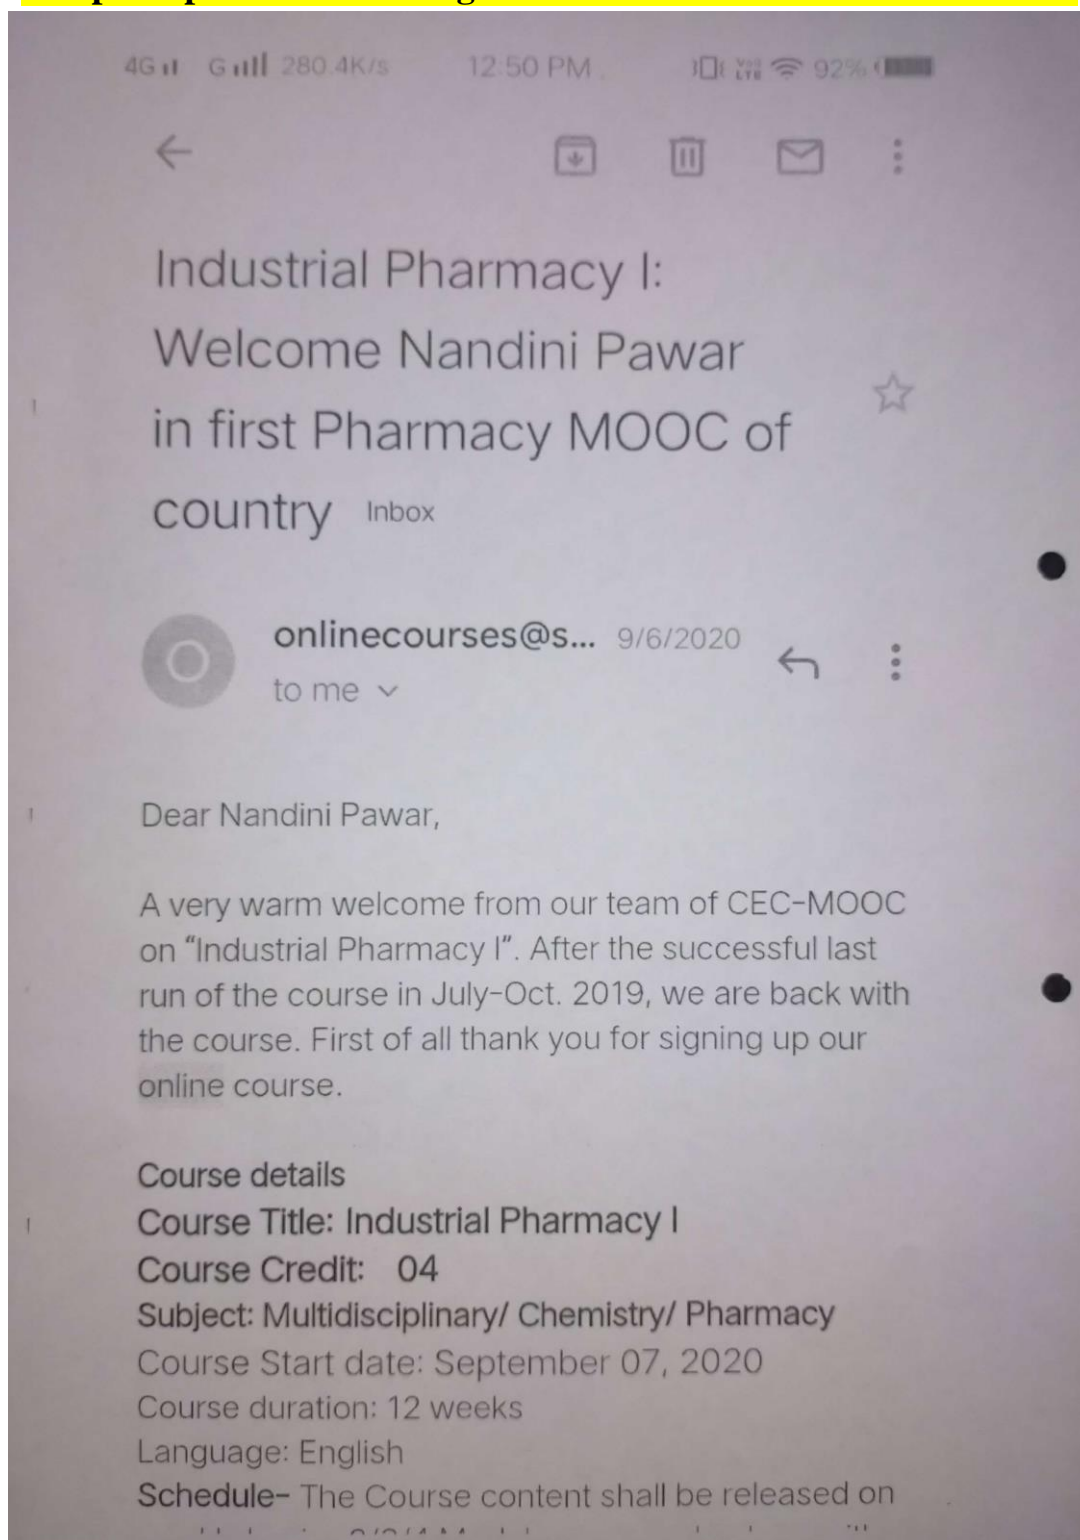 4G G 280.4K/s 12:50 PM 92%
Industrial Pharmacy I:
Welcome Nandini Pawar
in first Pharmacy MOOC of
country Inbox
O onlinecourses@s... 9/6/2020
to me
Dear Nandini Pawar,
A very warm welcome from our team of CEC-MOOC
on “Industrial Pharmacy I”. After the successful last
run of the course in July-Oct. 2019, we are back with
the course. First of all thank you for signing up our
online course.
Course details
Course Title: Industrial Pharmacy I
Course Credit: 04
Subject: Multidisciplinary/ Chemistry/ Pharmacy
Course Start date: September 07, 2020
Course duration: 12 weeks
Language: English
Schedule- The Course content shall be released on